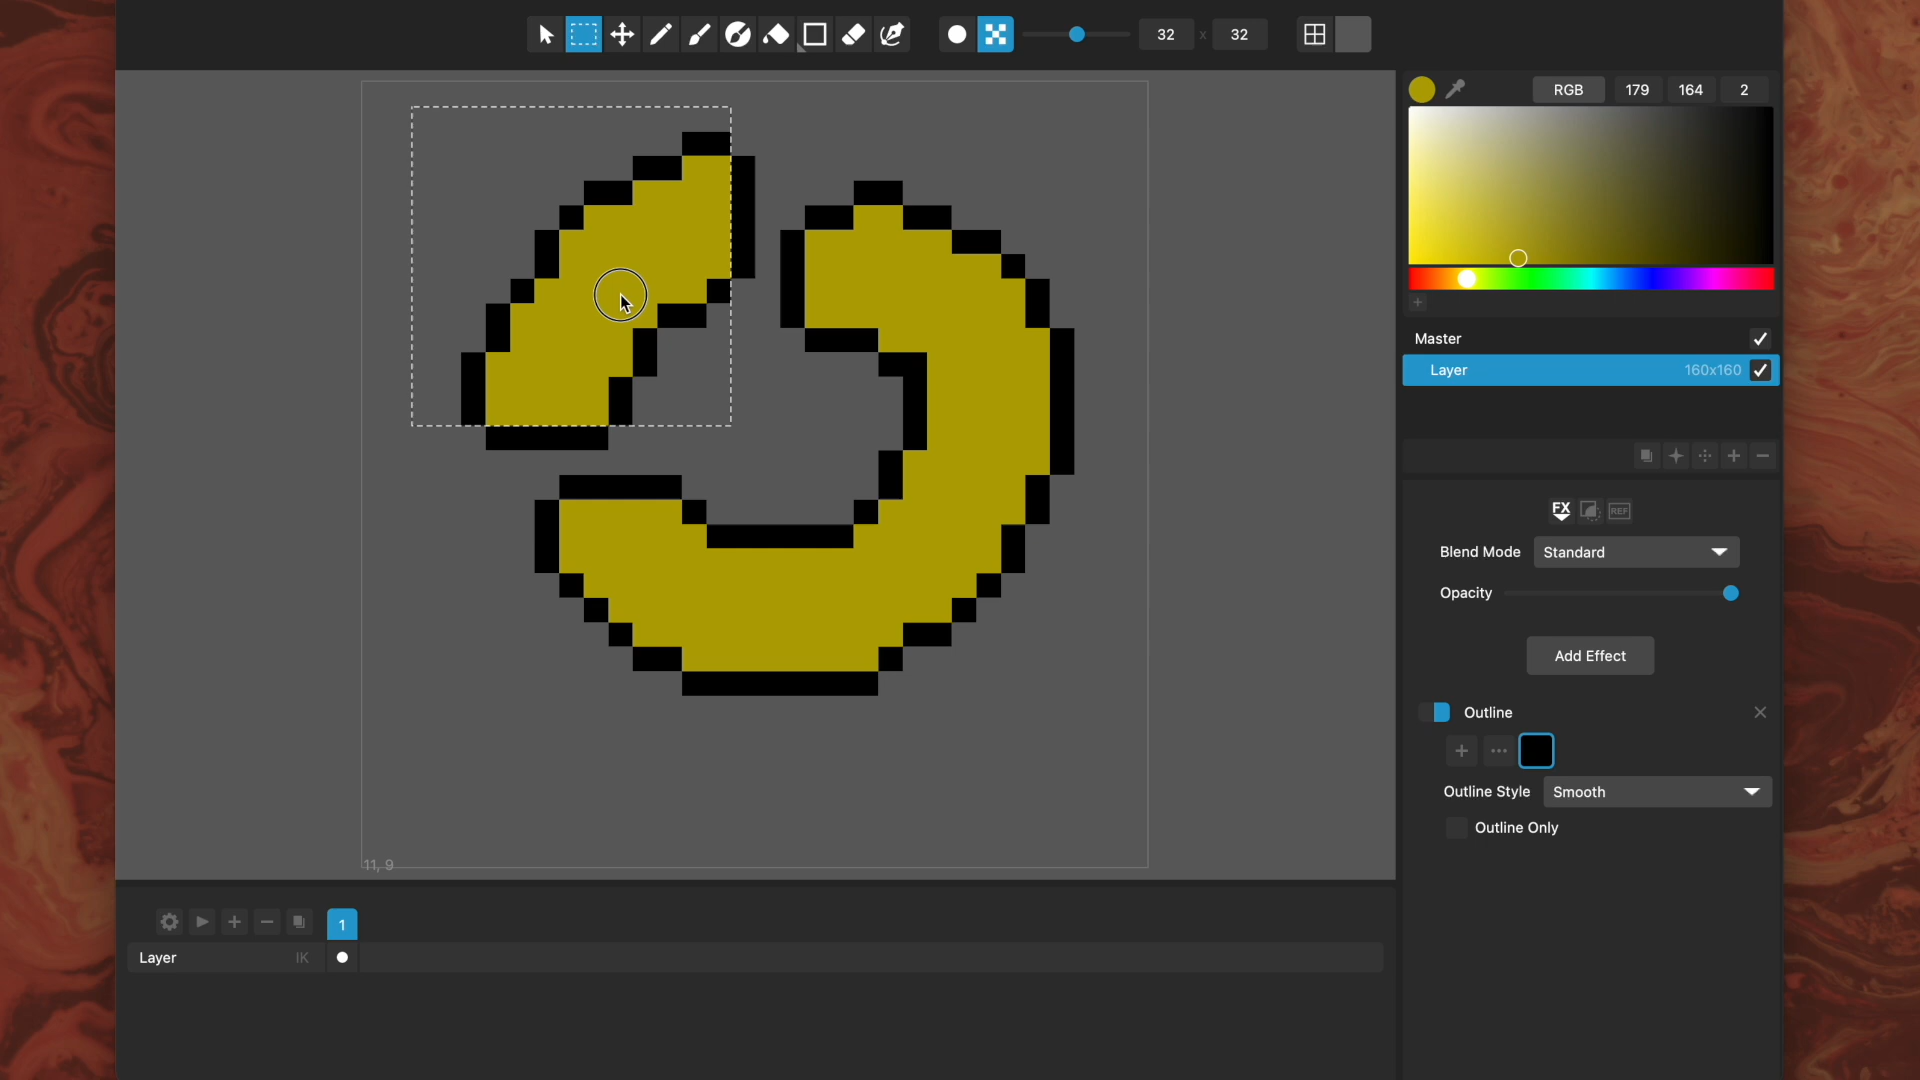 32 x 32
RGB 179 164 2
Master
Layer 160x160
FX REF
Blend Mode Standard
Opacity
Add Effect
Outline
Outline Style Smooth
Outline Only
11, 9
1
Layer IK